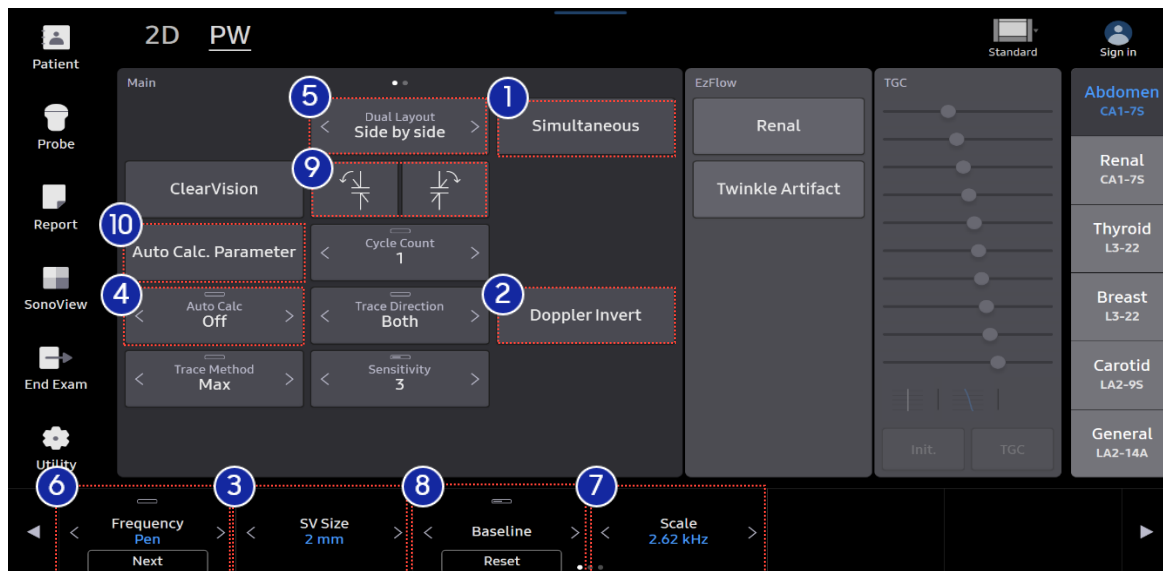 2D PW
Standard
Sign in
Patient
Probe
Report
SonoView
End Exam
Utility
Main
5
< Dual Layout >
Side by side
1
Simultaneous
ClearVision
9
10
Auto Calc. Parameter
< Cycle Count >
1
4
< Auto Calc >
Off
< Trace Direction >
Both
2
Doppler Invert
< Trace Method >
Max
< Sensitivity >
3
EzFlow
Renal
Twinkle Artifact
TGC
Init.
TGC
Abdomen
CA1-7S
Renal
CA1-7S
Thyroid
L3-22
Breast
L3-22
Carotid
LA2-9S
General
LA2-14A
6
< Frequency >
Pen
Next
3
< SV Size >
2 mm
8
< Baseline >
Reset
7
< Scale >
2.62 kHz